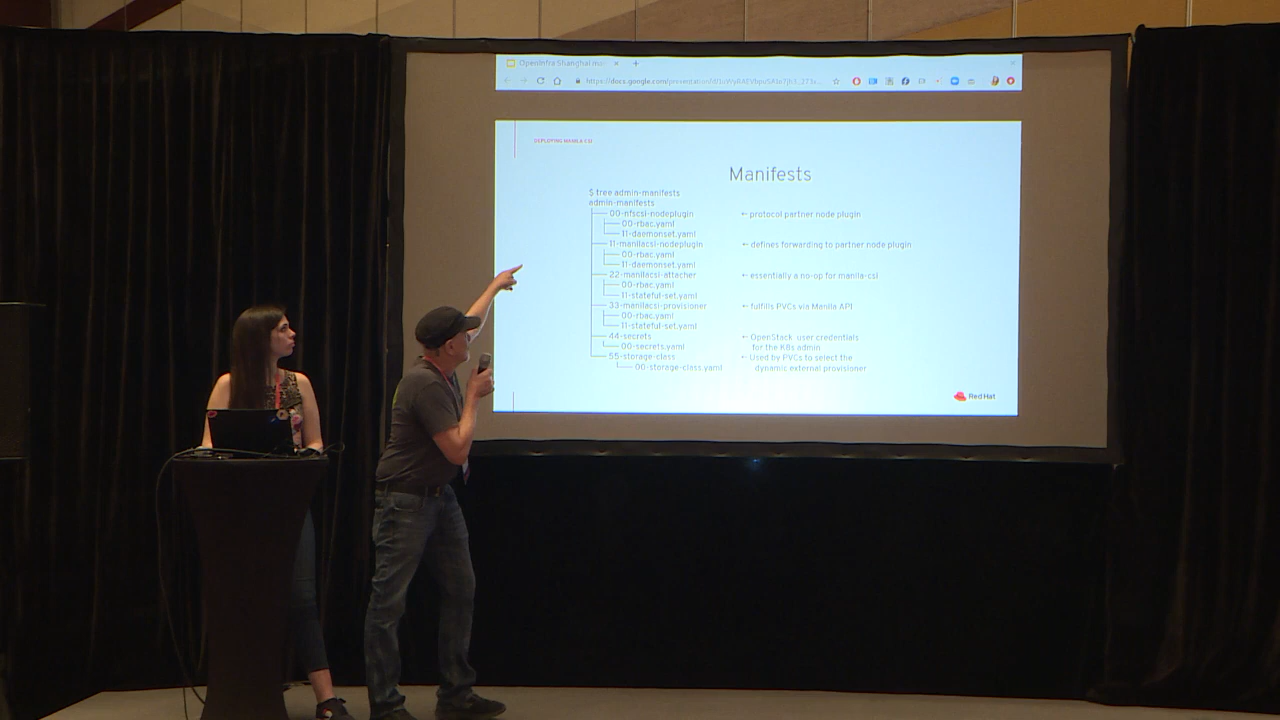 OpenInfra Shanghai
https://docs.google.com/presentation
DEPLOYING MANILA CSI
Manifests
$ tree admin-manifests
admin-manifests
00-nfscsi-nodeplugin ← protocol partner node plugin
00-rbac.yaml
11-daemonset.yaml
11-manilacsi-nodeplugin ← defines forwarding to partner node plugin
00-rbac.yaml
11-daemonset.yaml
22-manilacsi-attacher ← essentially a no-op for manila-csi
00-rbac.yaml
11-stateful-set.yaml
33-manilacsi-provisioner ← fulfills PVCs via Manila API
00-rbac.yaml
11-stateful-set.yaml
44-secrets ← OpenStack user credentials
00-secrets.yaml for the K8s admin
55-storage-class ← Used by PVCs to select the
00-storage-class.yaml dynamic external provisioner
Red Hat